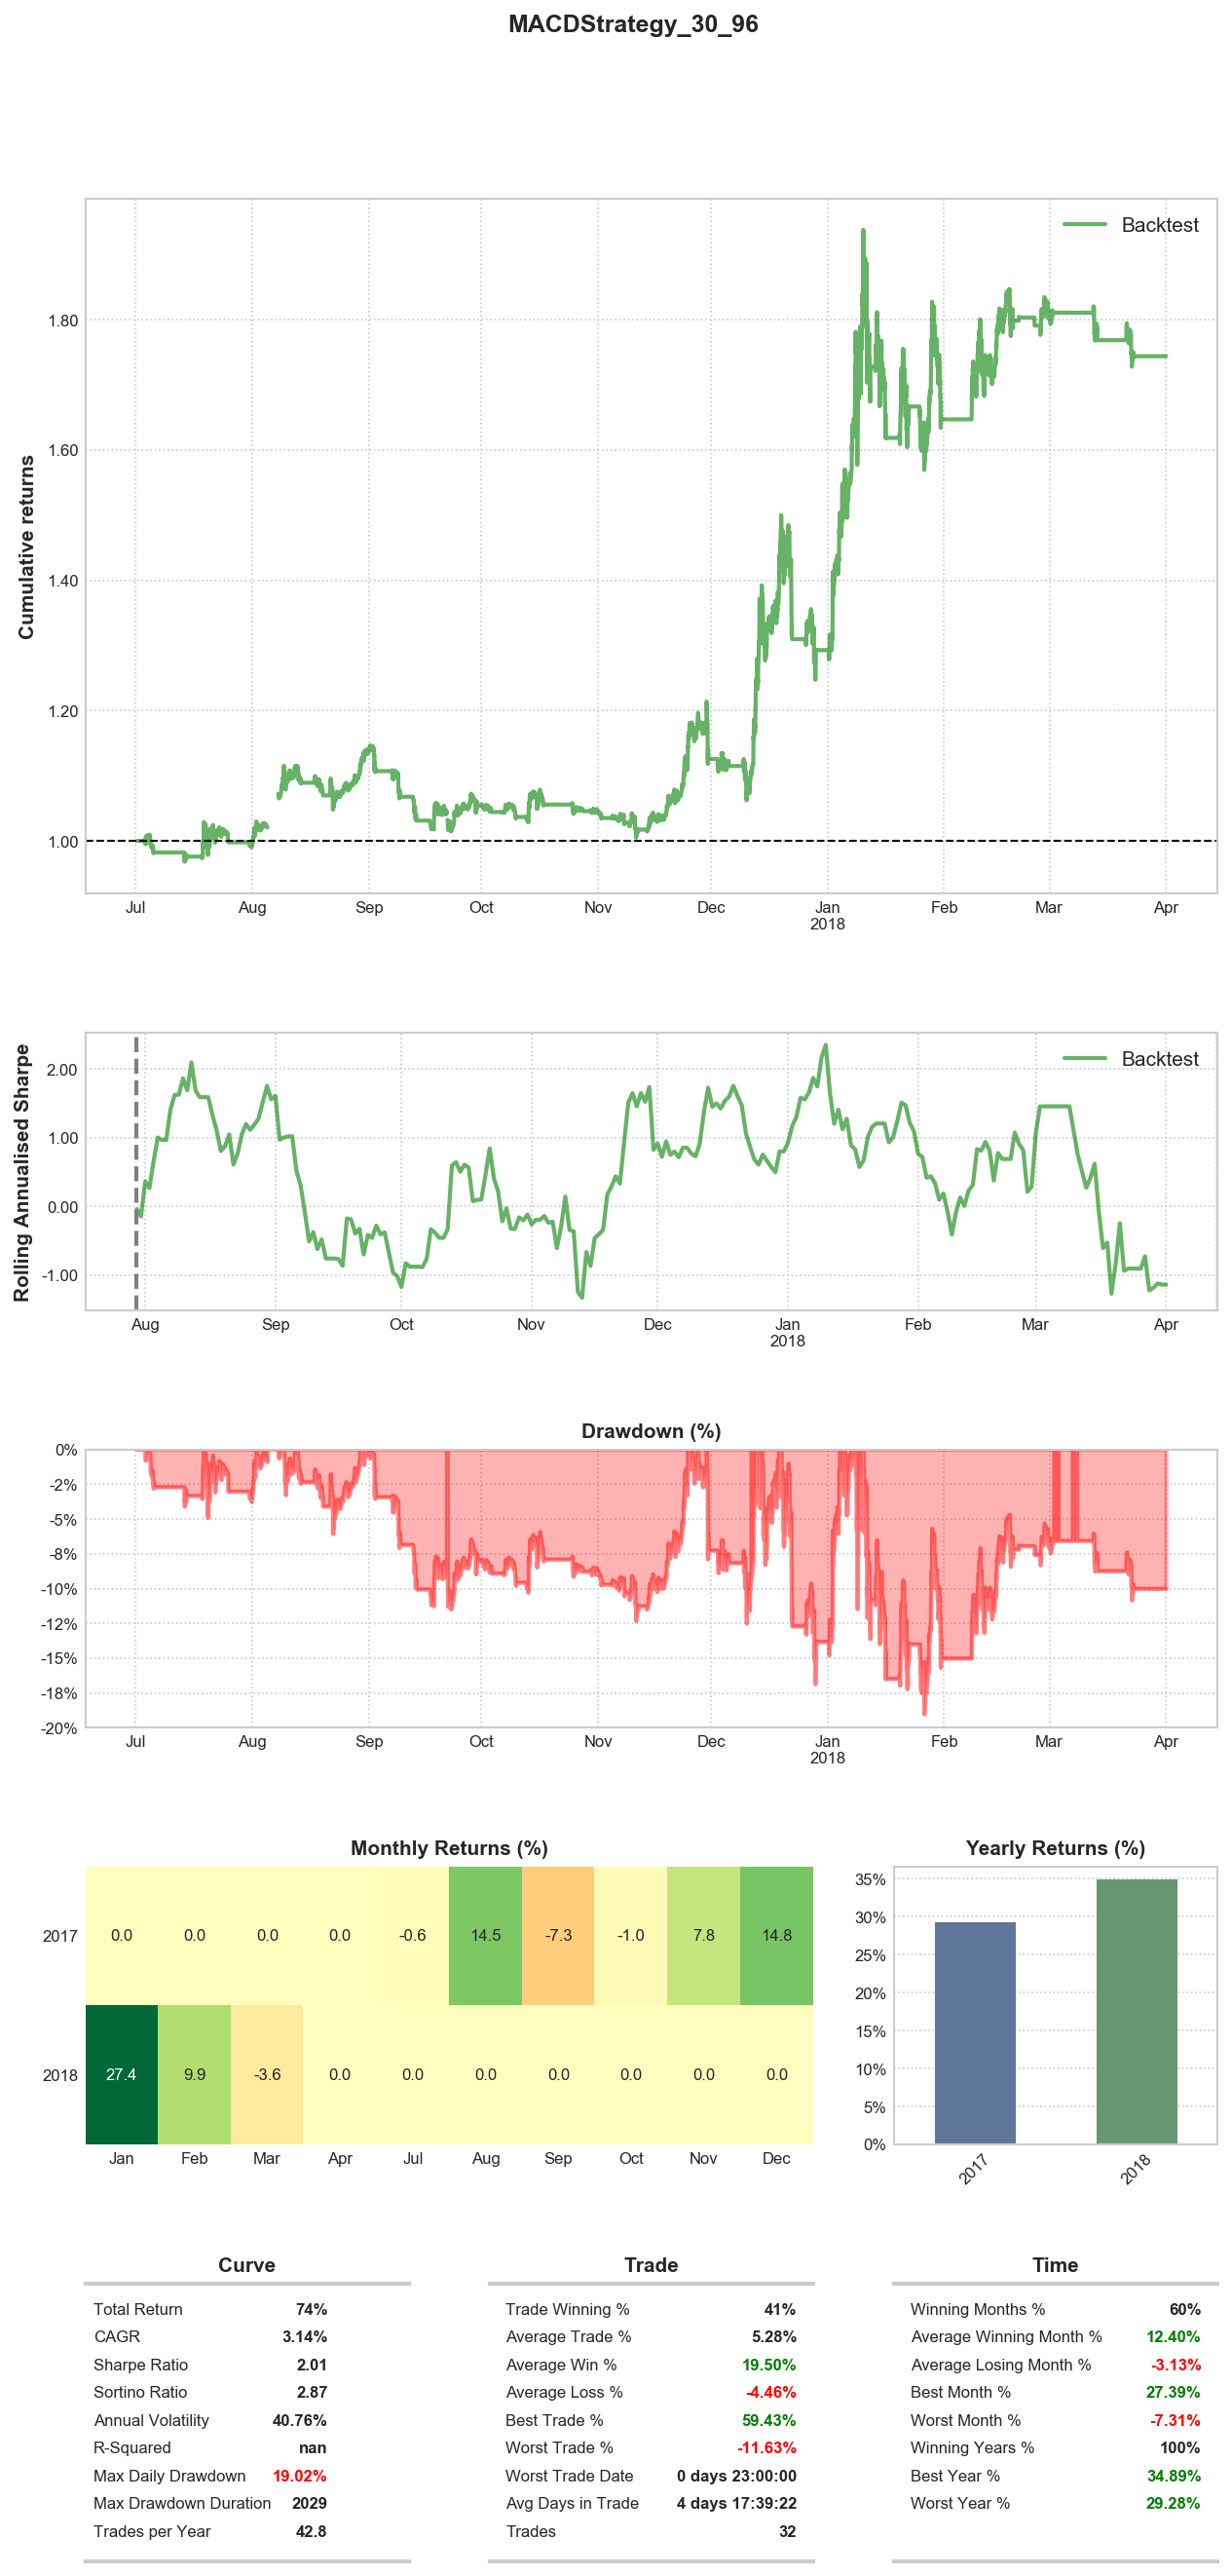 MACDStrategy_30_96
Cumulative returns
Backtest
1.80
1.60
1.40
1.20
1.00
Jul Aug Sep Oct Nov Dec Jan Feb Mar Apr
2018
Rolling Annualised Sharpe
Backtest
2.00
1.00
0.00
-1.00
Aug Sep Oct Nov Dec Jan Feb Mar Apr
2018
Drawdown (%)
0%
-2%
-5%
-8%
-10%
-12%
-15%
-18%
-20%
Jul Aug Sep Oct Nov Dec Jan Feb Mar Apr
2018
Monthly Returns (%)
2017 0.0 0.0 0.0 0.0 -0.6 14.5 -7.3 -1.0 7.8 14.8
2018 27.4 9.9 -3.6 0.0 0.0 0.0 0.0 0.0 0.0 0.0
Jan Feb Mar Apr Jul Aug Sep Oct Nov Dec
Yearly Returns (%)
35%
30%
25%
20%
15%
10%
5%
0%
2017 2018
Curve
Total Return 74%
CAGR 3.14%
Sharpe Ratio 2.01
Sortino Ratio 2.87
Annual Volatility 40.76%
R-Squared nan
Max Daily Drawdown 19.02%
Max Drawdown Duration 2029
Trades per Year 42.8
Trade
Trade Winning % 41%
Average Trade % 5.28%
Average Win % 19.50%
Average Loss % -4.46%
Best Trade % 59.43%
Worst Trade % -11.63%
Worst Trade Date 0 days 23:00:00
Avg Days in Trade 4 days 17:39:22
Trades 32
Time
Winning Months % 60%
Average Winning Month % 12.40%
Average Losing Month % -3.13%
Best Month % 27.39%
Worst Month % -7.31%
Winning Years % 100%
Best Year % 34.89%
Worst Year % 29.28%